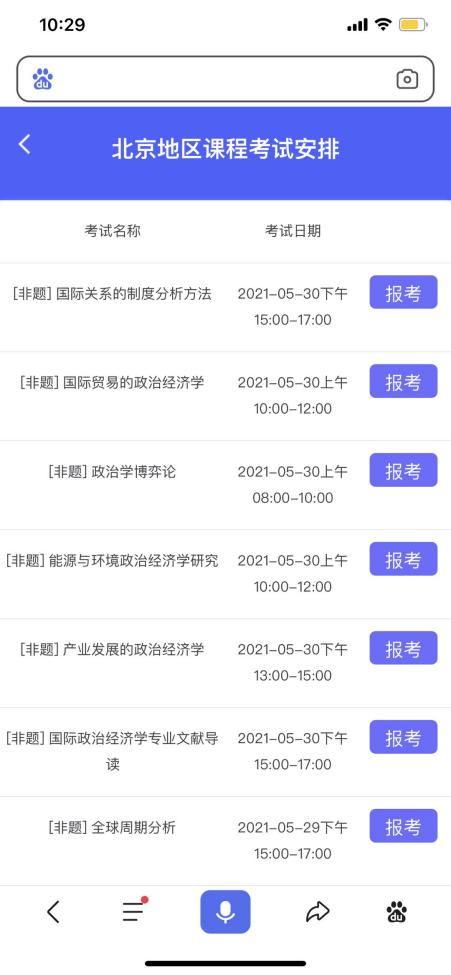 10:29
du
北京地区课程考试安排
考试名称
考试日期
[非题] 国际关系的制度分析方法
2021-05-30下午
15:00-17:00
报考
[非题] 国际贸易的政治经济学
2021-05-30上午
10:00-12:00
报考
[非题] 政治学博弈论
2021-05-30上午
08:00-10:00
报考
[非题] 能源与环境政治经济学研究
2021-05-30上午
10:00-12:00
报考
[非题] 产业发展的政治经济学
2021-05-30下午
13:00-15:00
报考
[非题] 国际政治经济学专业文献导
读
2021-05-30下午
15:00-17:00
报考
[非题] 全球周期分析
2021-05-29下午
15:00-17:00
报考
du